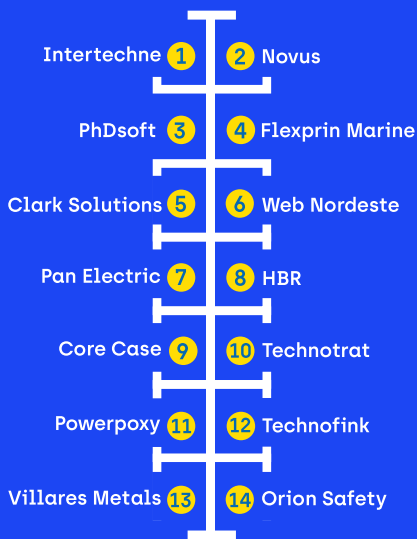 Intertechne 1 2 Novus
PhDsoft 3 4 Flexprin Marine
Clark Solutions 5 6 Web Nordeste
Pan Electric 7 8 HBR
Core Case 9 10 Technotrat
Powerpoxy 11 12 Technofink
Villares Metals 13 14 Orion Safety